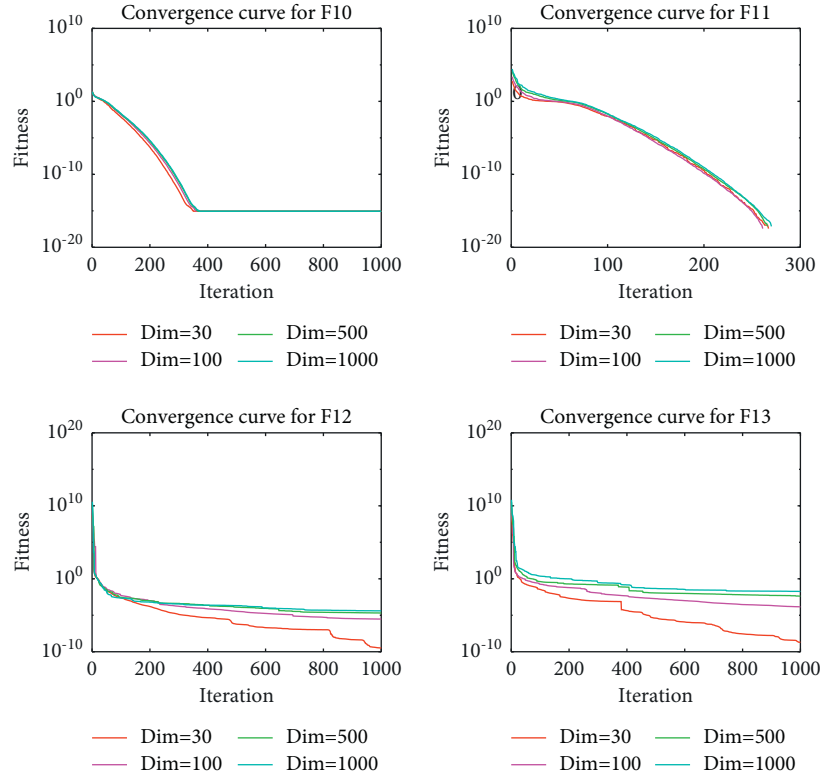 Convergence curve for F10
10^10
10^0
10^-10
10^-20
Fitness
0 200 400 600 800 1000
Iteration
Dim=30 Dim=500
Dim=100 Dim=1000
Convergence curve for F11
10^10
10^0
10^-10
10^-20
Fitness
0
0 100 200 300
Iteration
Dim=30 Dim=500
Dim=100 Dim=1000
Convergence curve for F12
10^20
10^10
10^0
10^-10
Fitness
0 200 400 600 800 1000
Iteration
Dim=30 Dim=500
Dim=100 Dim=1000
Convergence curve for F13
10^20
10^10
10^0
10^-10
Fitness
0 200 400 600 800 1000
Iteration
Dim=30 Dim=500
Dim=100 Dim=1000